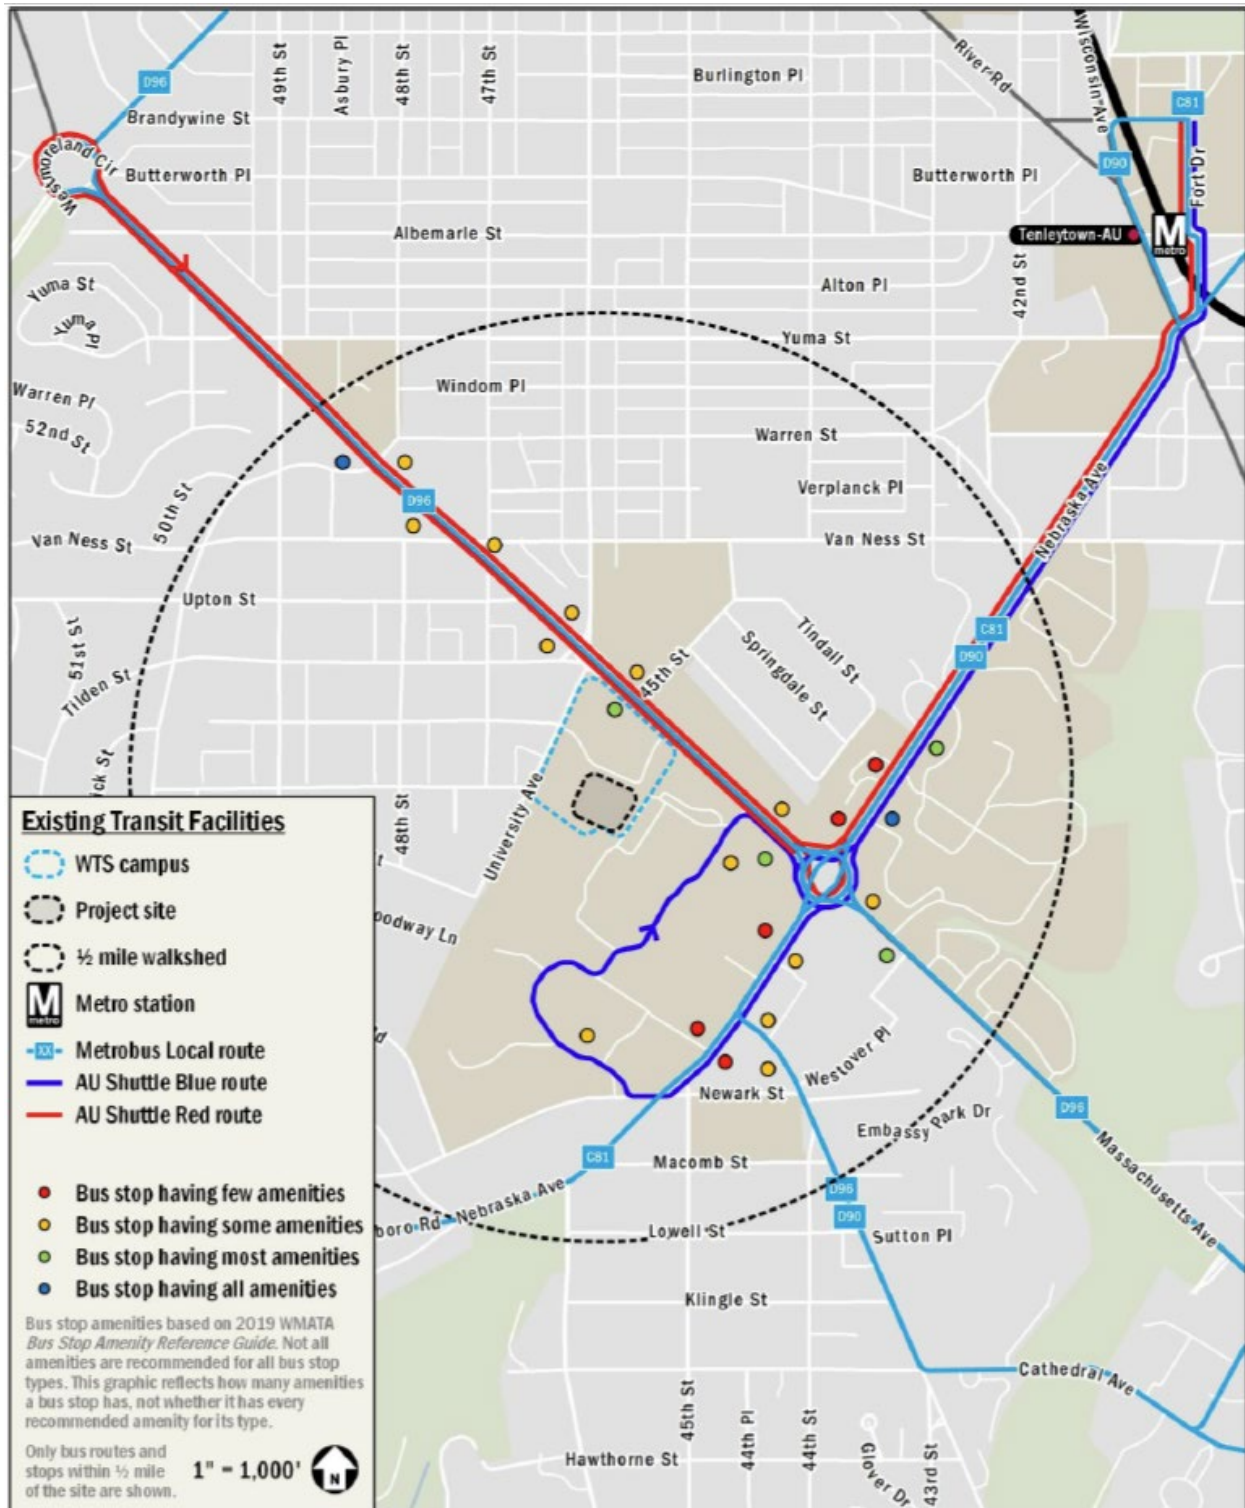 Wisconsin Ave
River Rd
49th St
Asbury Pl
48th St
47th St
Burlington Pl
D96
C81
Brandywine St
Westmoreland Cir
Butterworth Pl
Butterworth Pl
D90
Fort Dr
Albemarle St
Tenleytown-AU
M
metro
Yuma St
Alton Pl
42nd St
Yuma Pl
Yuma St
Warren Pl
Windom Pl
52nd St
Warren St
D96
Verplanck Pl
Nebraska Ave
50th St
Van Ness St
Van Ness St
Upton St
C81
51st St
Tindall St
Springdale St
D90
45th St
Tilden St
ick St
University Ave
48th St
t
oodway Ln
d
Westover Pl
Newark St
Park Dr
Embassy
D96
Massachusetts Ave
C81
Macomb St
D96
Nebraska Ave
boro Rd
D90
Lowell St
Sutton Pl
Klingle St
Cathedral Ave
45th St
44th Pl
44th St
43rd St
Glover Dr
Hawthorne St
Existing Transit Facilities
WTS campus
Project site
½ mile walkshed
M
metro
Metro station
XX
Metrobus Local route
AU Shuttle Blue route
AU Shuttle Red route
Bus stop having few amenities
Bus stop having some amenities
Bus stop having most amenities
Bus stop having all amenities
Bus stop amenities based on 2019 WMATA
Bus Stop Amenity Reference Guide. Not all
amenities are recommended for all bus stop
types. This graphic reflects how many amenities
a bus stop has, not whether it has every
recommended amenity for its type.
Only bus routes and
stops within ½ mile
of the site are shown.
1" = 1,000'
N